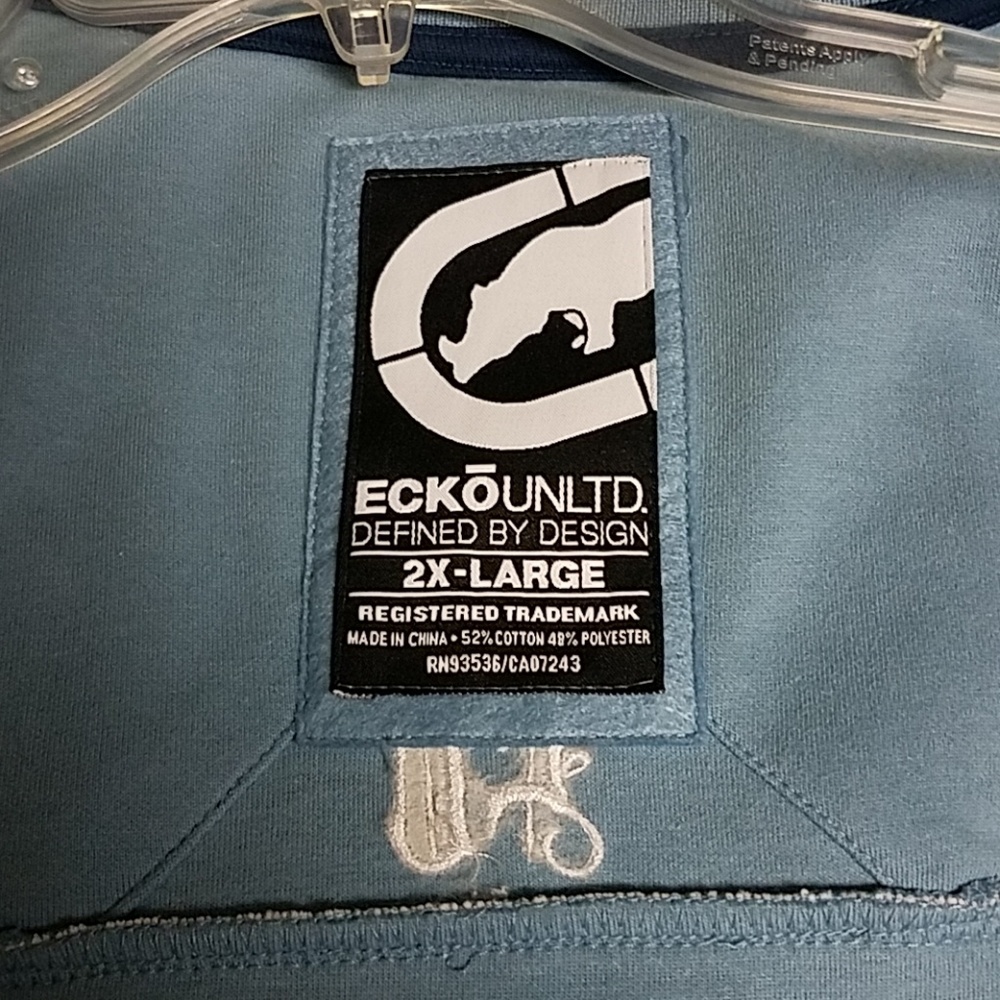 Patents Apply
& Pending
ECKŌUNLTD.
DEFINED BY DESIGN
2X-LARGE
REGISTERED TRADEMARK
MADE IN CHINA • 52% COTTON 48% POLYESTER
RN93536/CA07243